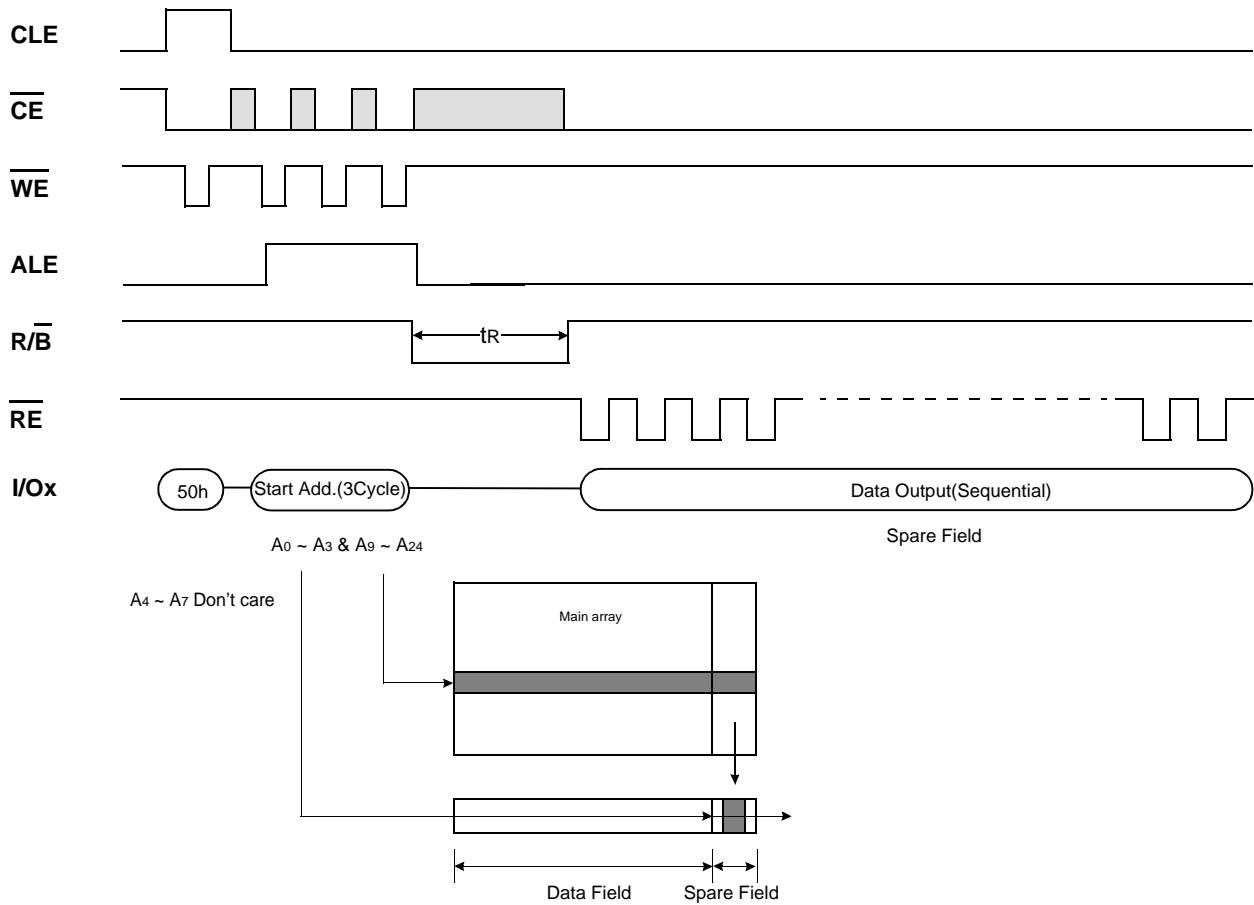 CLE
CE
WE
ALE
R/B
tR
RE
I/Ox
50h
Start Add.(3Cycle)
Data Output(Sequential)
Spare Field
A0 ~ A3 & A9 ~ A24
A4 ~ A7 Don't care
Main array
Data Field
Spare Field